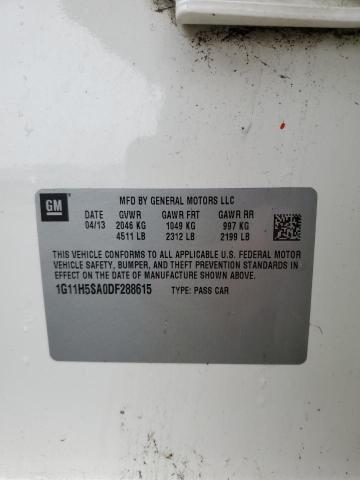 GM
MFD BY GENERAL MOTORS LLC
DATE GVWR GAWR FRT GAWR RR
04/13 2046 KG 1049 KG 997 KG
4511 LB 2312 LB 2199 LB
THIS VEHICLE CONFORMS TO ALL APPLICABLE U.S. FEDERAL MOTOR
VEHICLE SAFETY, BUMPER, AND THEFT PREVENTION STANDARDS IN
EFFECT ON THE DATE OF MANUFACTURE SHOWN ABOVE.
1G11H5SA0DF288615 TYPE: PASS CAR